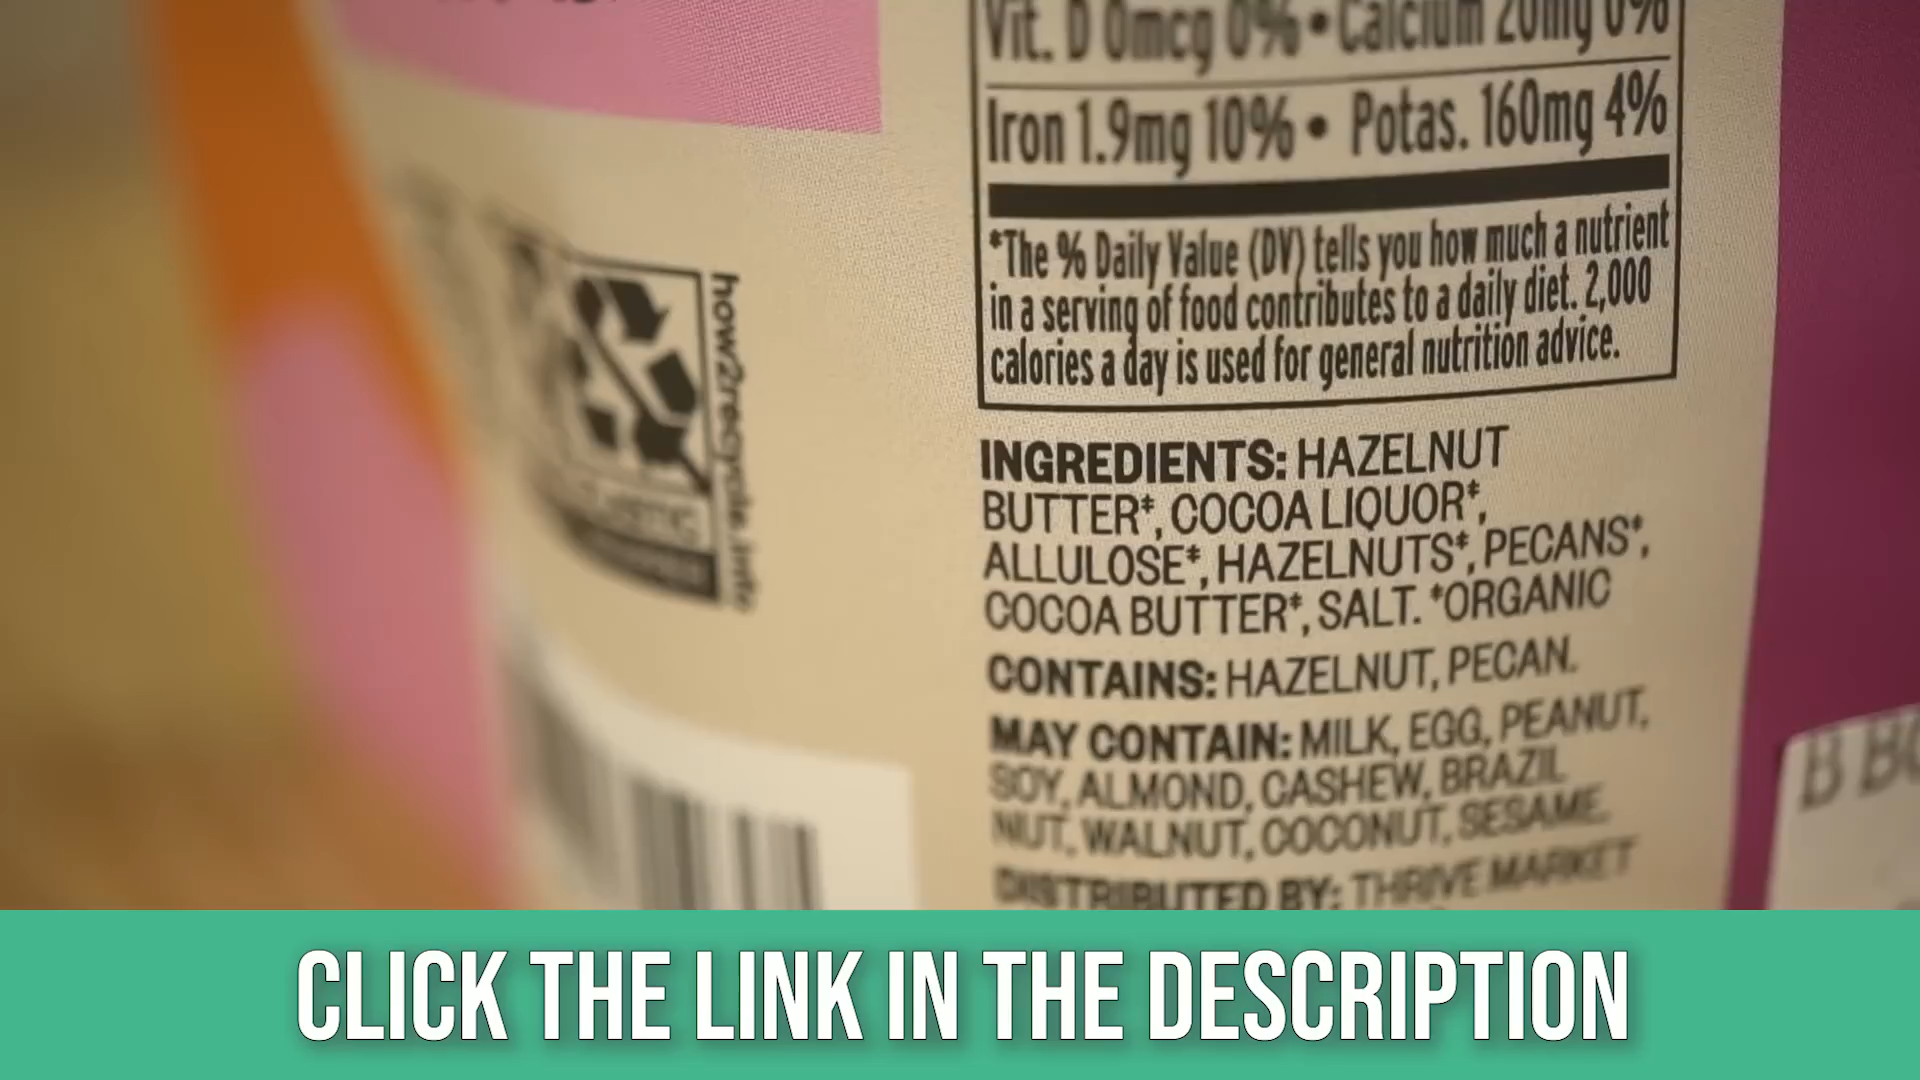 Vit. D 0mcg 0% • Calcium 20mg 0%
Iron 1.9mg 10% • Potas. 160mg 4%
*The % Daily Value (DV) tells you how much a nutrient
in a serving of food contributes to a daily diet. 2,000
calories a day is used for general nutrition advice.
INGREDIENTS: HAZELNUT
BUTTER‡, COCOA LIQUOR‡,
ALLULOSE‡, HAZELNUTS‡, PECANS‡,
COCOA BUTTER‡, SALT. ‡ORGANIC
CONTAINS: HAZELNUT, PECAN.
MAY CONTAIN: MILK, EGG, PEANUT,
SOY, ALMOND, CASHEW, BRAZIL
NUT, WALNUT, COCONUT, SESAME.
DISTRIBUTED BY: THRIVE MARKET
how2recycle.info
CLICK THE LINK IN THE DESCRIPTION